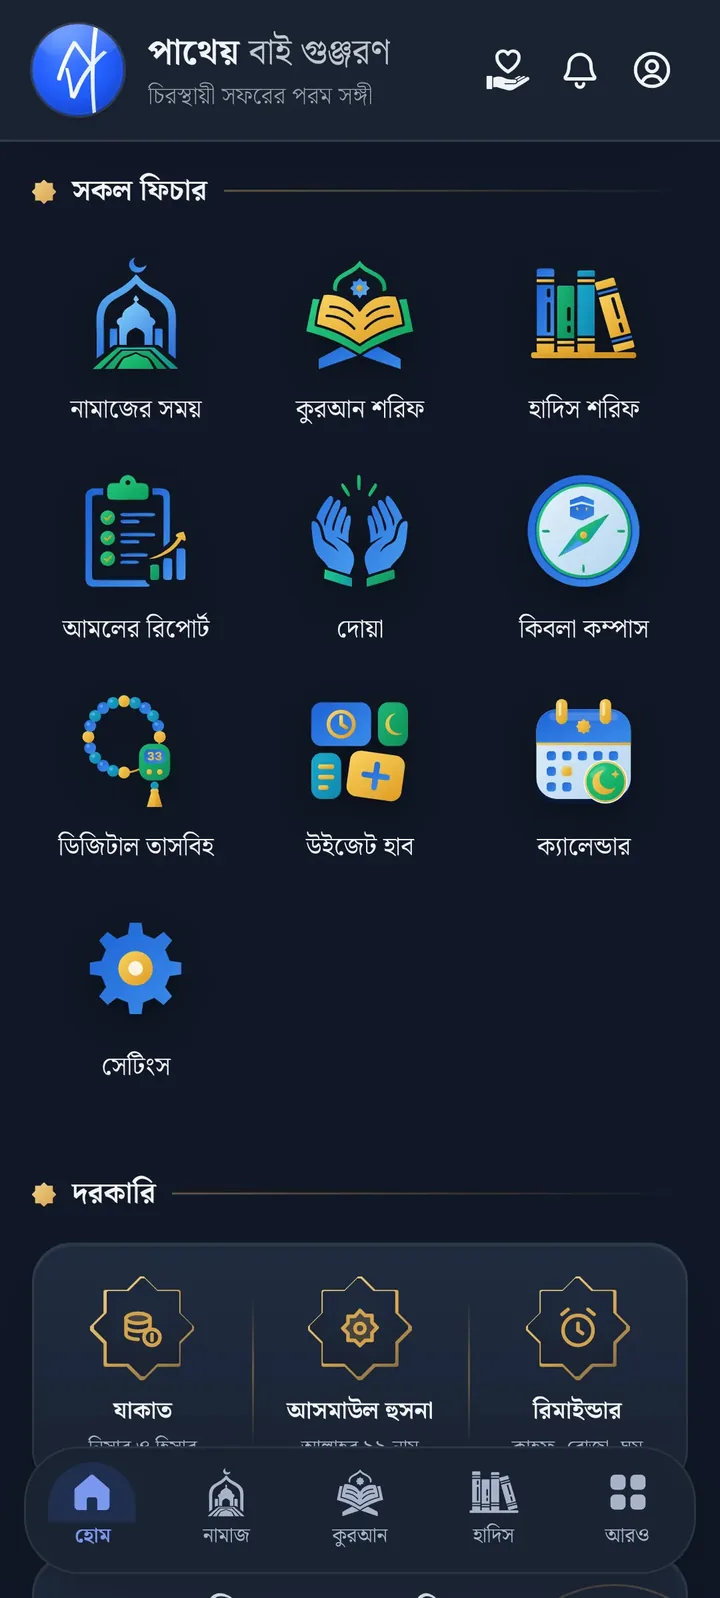 পাথেয় বাই গুঞ্জরণ
চিরস্থায়ী সফরের পরম সঙ্গী
সকল ফিচার
নামাজের সময়
কুরআন শরিফ
হাদিস শরিফ
আমলের রিপোর্ট
দোয়া
কিবলা কম্পাস
33
ডিজিটাল তাসবিহ
উইজেট হাব
ক্যালেন্ডার
সেটিংস
দরকারি
যাকাত
আসমাউল হুসনা
রিমাইন্ডার
হোম
নামাজ
কুরআন
হাদিস
আরও